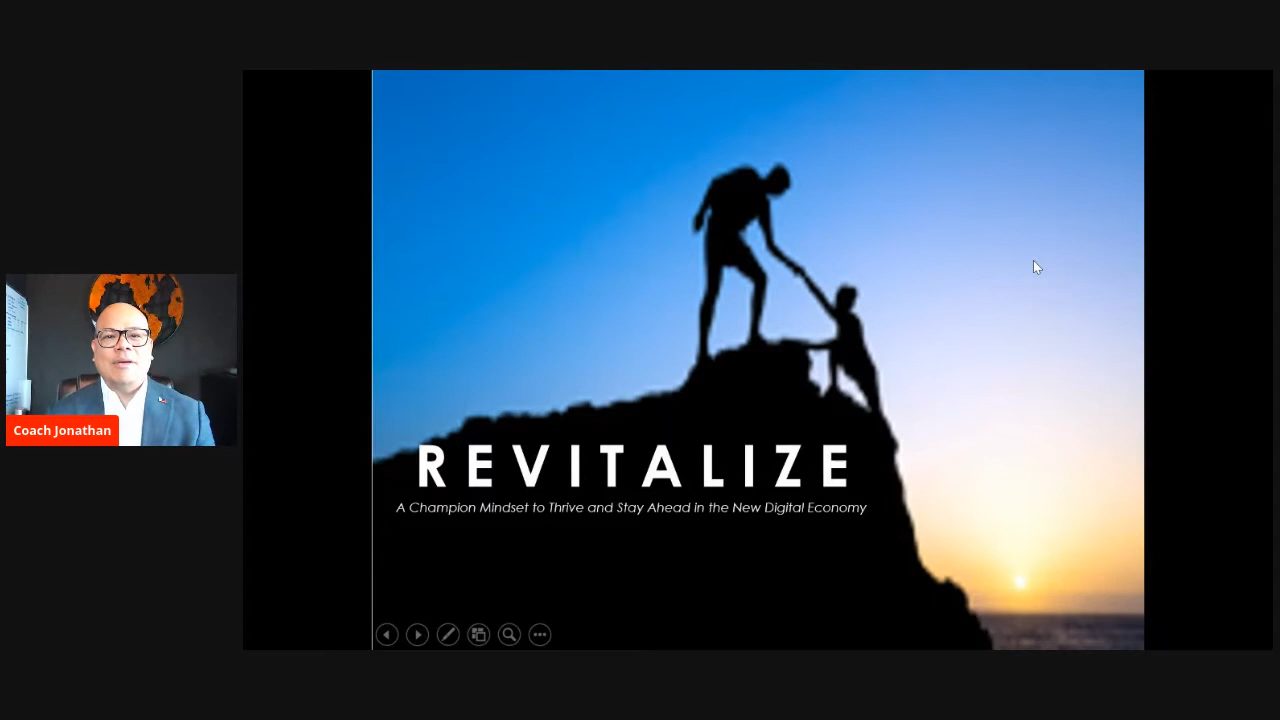 Coach Jonathan
REVITALIZE
A Champion Mindset to Thrive and Stay Ahead in the New Digital Economy